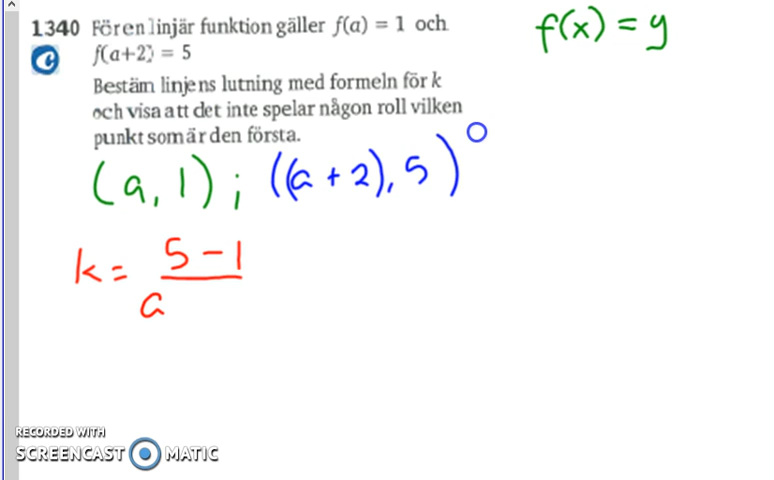 1340 För en linjär funktion gäller f(a) = 1 och
f(a+2) = 5
C
Bestäm linjens lutning med formeln för k
och visa att det inte spelar någon roll vilken
punkt som är den första.
f(x) = y
(a, 1) ; ((a + 2), 5)
k = 5 - 1
a
RECORDED WITH
SCREENCAST MATIC